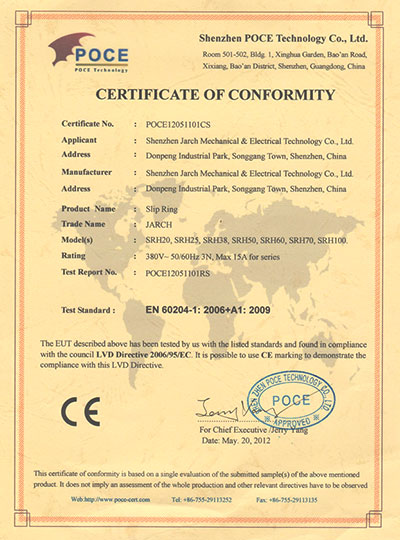 POCE
POCE Technology
Shenzhen POCE Technology Co., Ltd.
Room 501-502, Bldg. 1, Xinghua Garden, Bao'an Road,
Xixiang, Bao'an District, Shenzhen, Guangdong, China
CERTIFICATE OF CONFORMITY
Certificate No. : POCE12051101CS
Applicant : Shenzhen Jarch Mechanical & Electrical Technology Co., Ltd.
Address : Donpeng Industrial Park, Songgang Town, Shenzhen, China
Manufacturer : Shenzhen Jarch Mechanical & Electrical Technology Co., Ltd.
Address : Donpeng Industrial Park, Songgang Town, Shenzhen, China
Product Name : Slip Ring
Trade Name : JARCH
Model(s) : SRH20, SRH25, SRH38, SRH50, SRH60, SRH70, SRH100
Rating : 380V~ 50/60Hz 3N, Max 15A for series
Test Report No. : POCE12051101RS
Test Standard : EN 60204-1: 2006+A1: 2009
The EUT described above has been tested by us with the listed standards and found in compliance
with the council LVD Directive 2006/95/EC. It is possible to use CE marking to demonstrate the
compliance with this LVD Directive.
CE
SHEN ZHEN POCE TECHNOLOGY CO., LTD
POCE
APPROVED
For Chief Executive /Jerry Yang
Date: May. 20, 2012
This certificate of conformity is based on a single evaluation of the submitted sample(s) of the above mentioned
product. It does not imply an assessment of the whole production and other relevant directives have to be observed
Web:http://www.poce-cert.com Tel: +86-755-29113252 Fax: +86-755-29113135